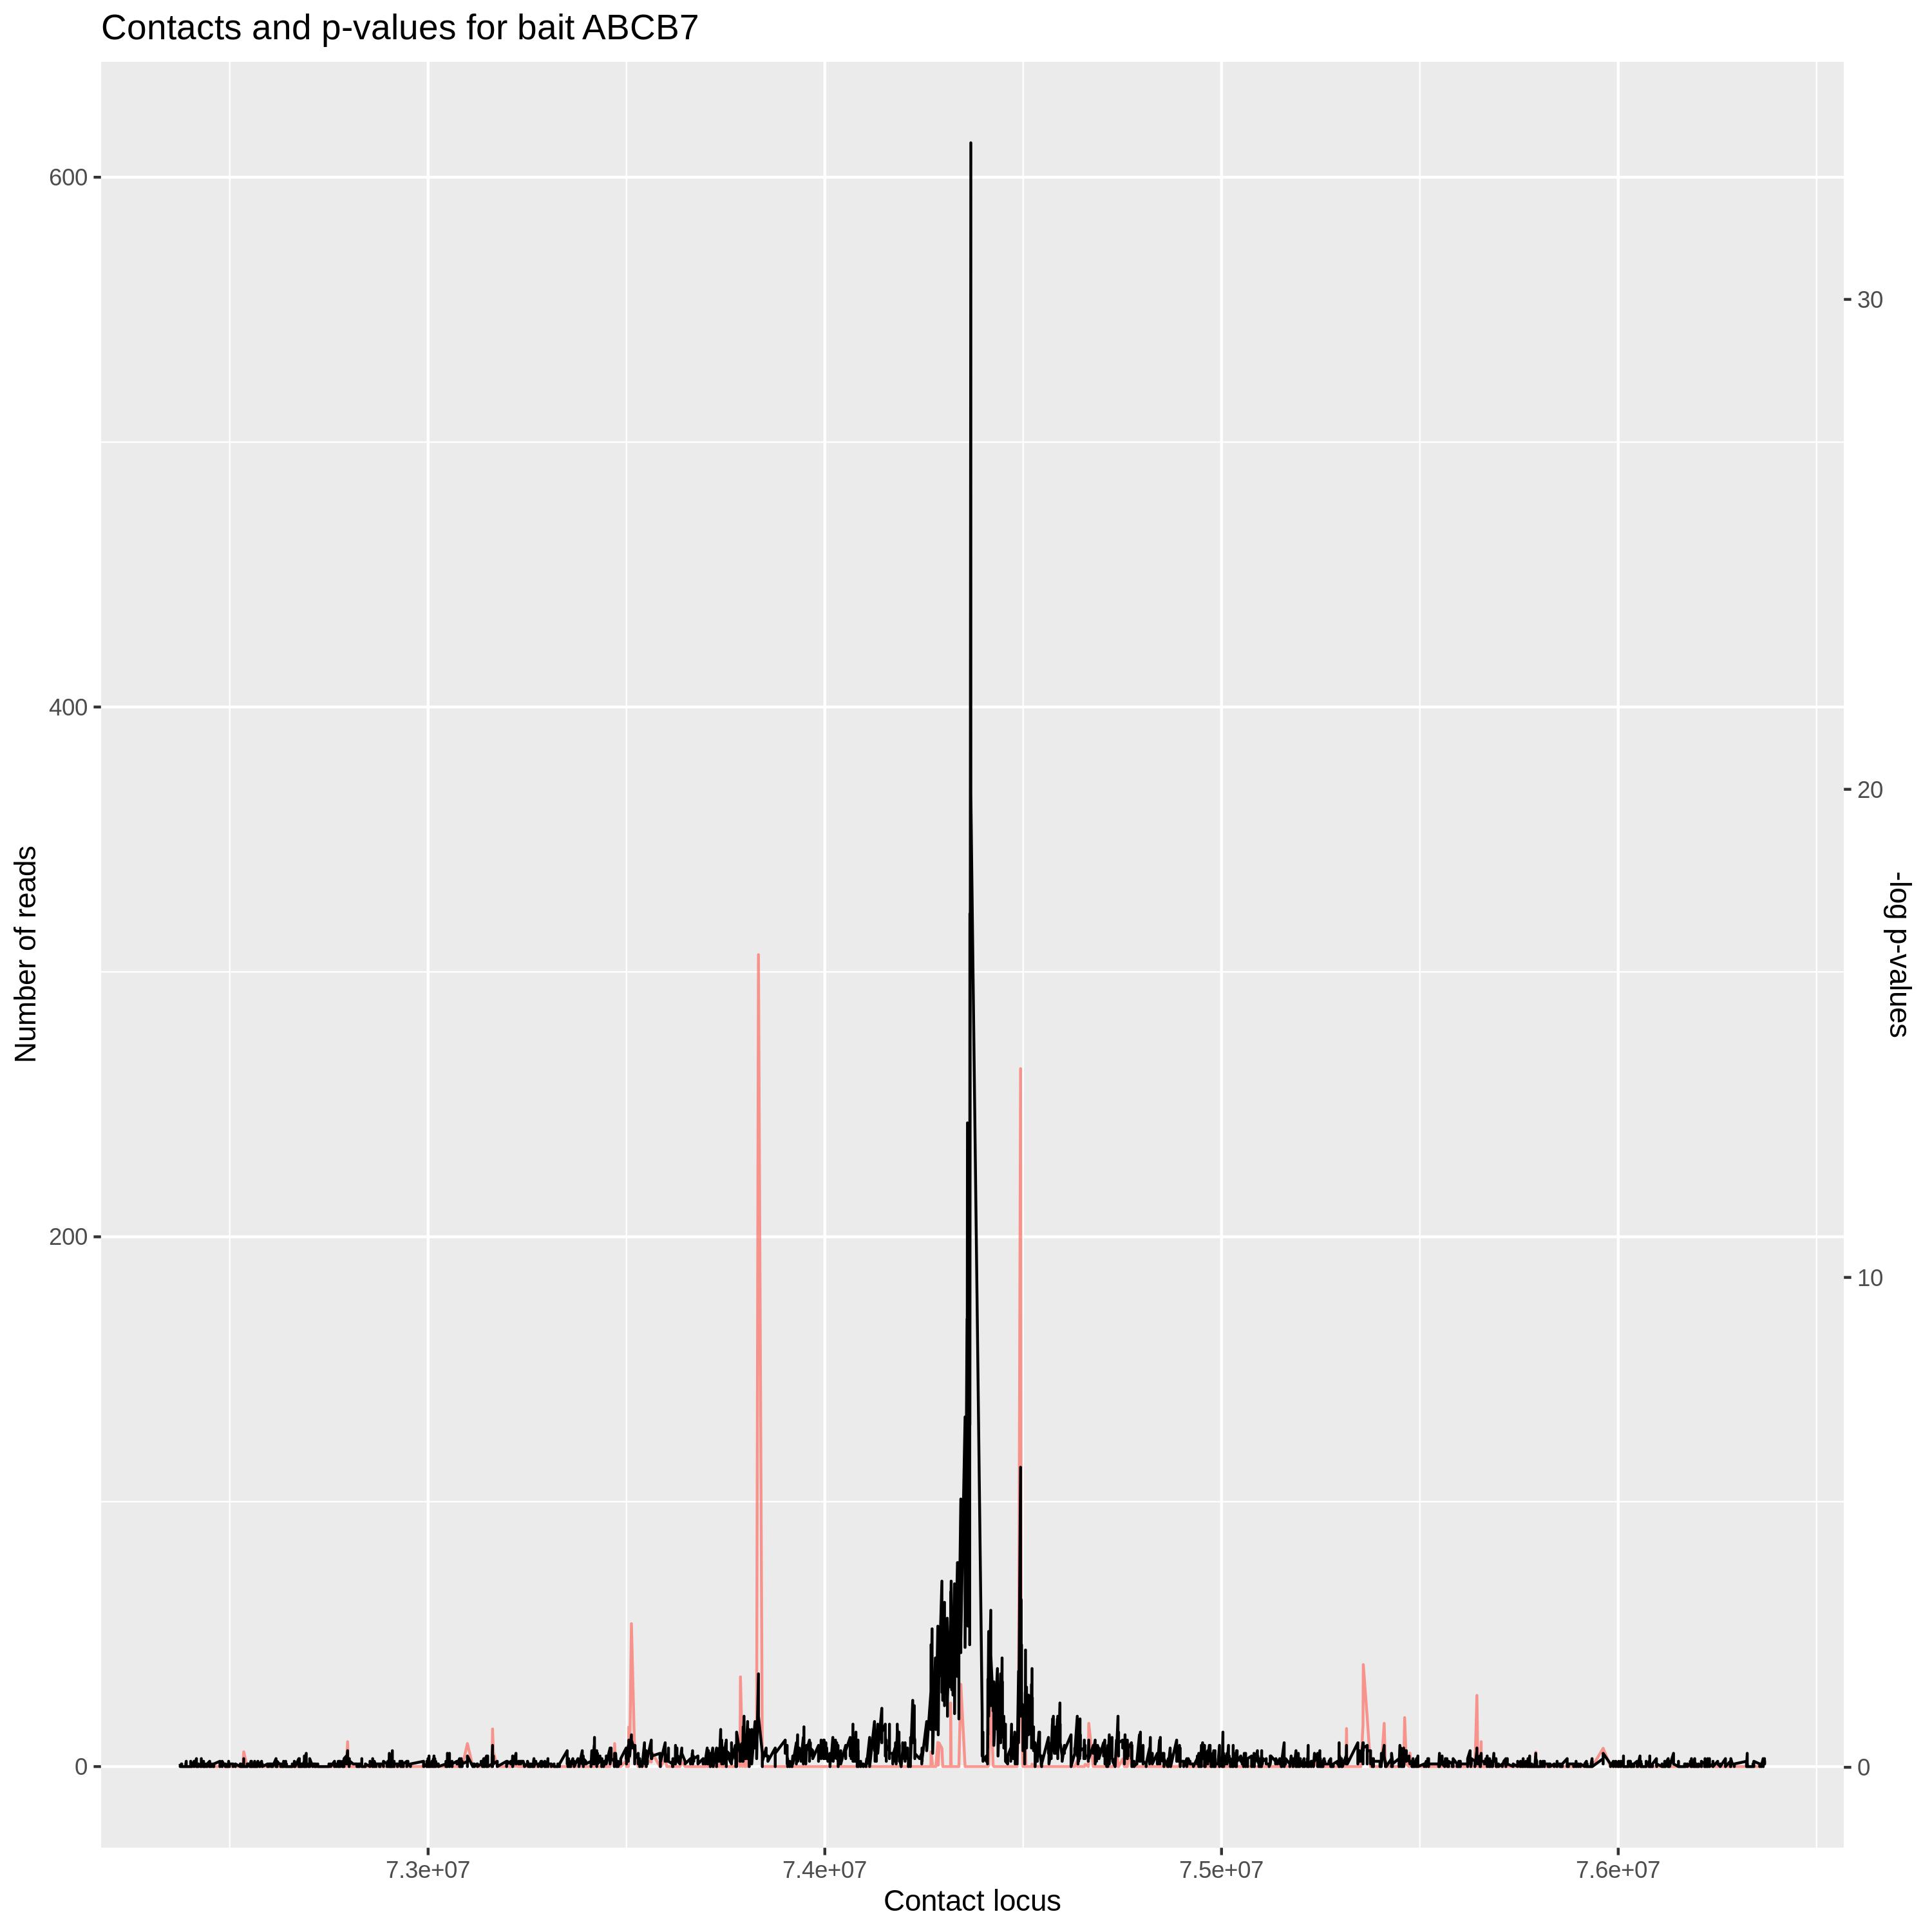 Contacts and p-values for bait ABCB7
600
400
200
0
Number of reads
30
20
10
0
-log p-values
7.3e+07
7.4e+07
7.5e+07
7.6e+07
Contact locus